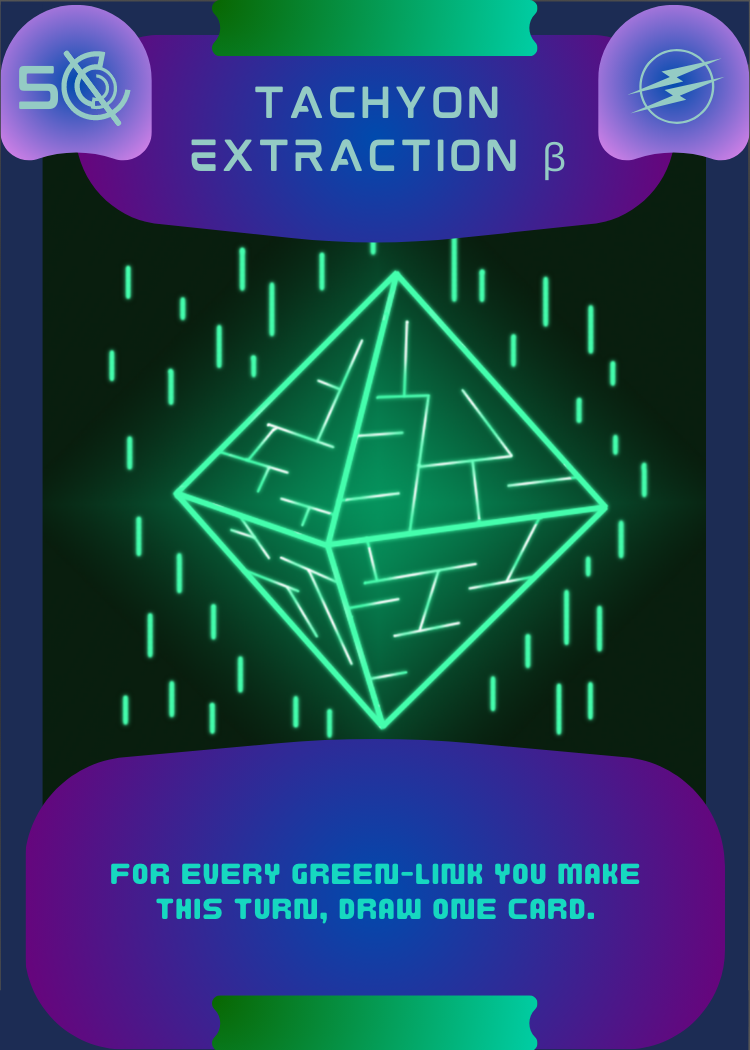 5
TACHYON
EXTRACTION β
FOR EVERY GREEN-LINK YOU MAKE
THIS TURN, DRAW ONE CARD.